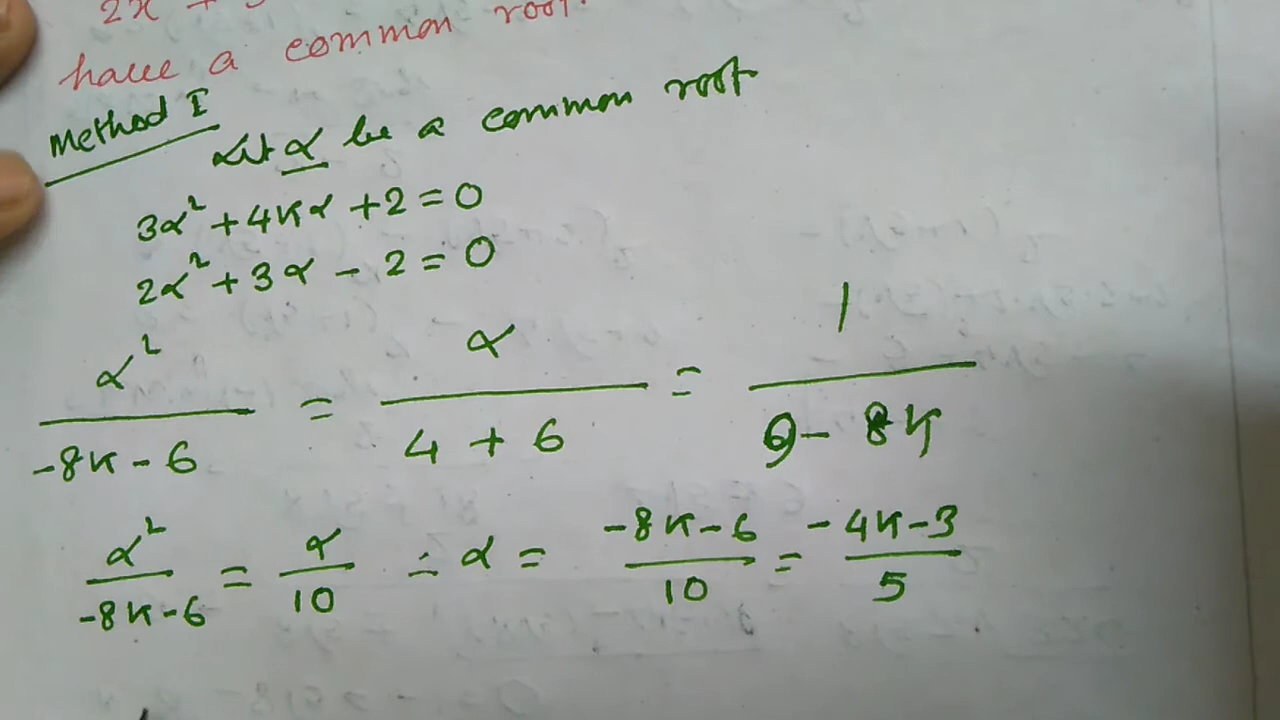 2x +
have a common root.
Method I
Let α be a common root
3α² + 4kα + 2 = 0
2α² + 3α - 2 = 0
α² / -8k - 6 = α / 4 + 6 = 1 / 9 - 8k
α² / -8k-6 = α / 10 ∴ α = -8k-6 / 10 = -4k-3 / 5